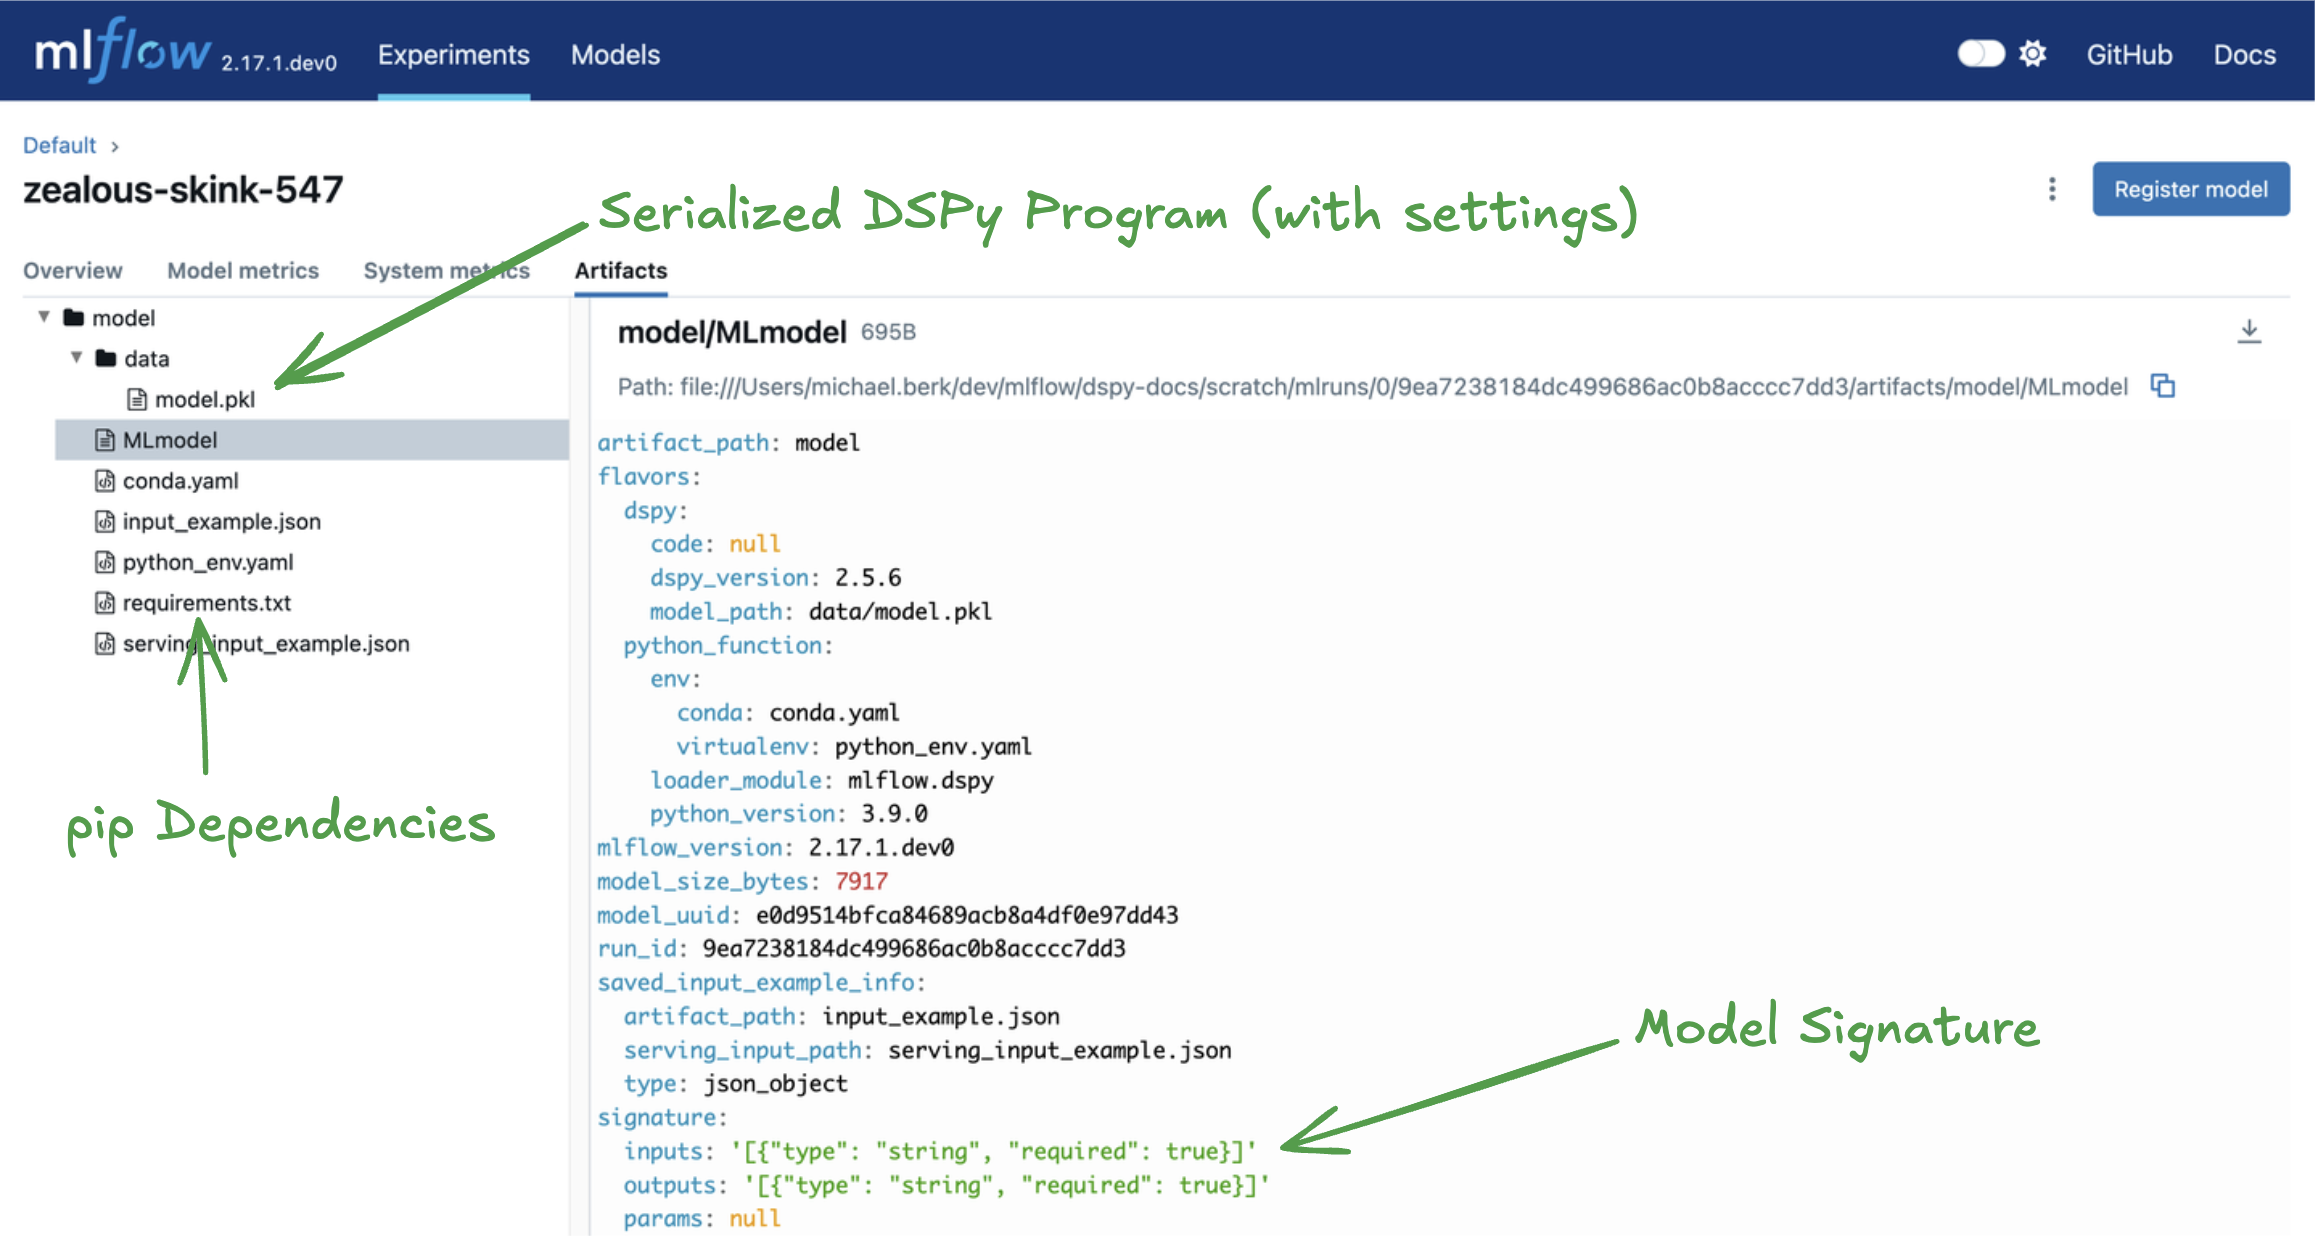 mlflow 2.17.1.dev0 Experiments Models GitHub Docs
Default ›
zealous-skink-547
Register model
Serialized DSPy Program (with settings)
Overview Model metrics System metrics Artifacts
model
data
model.pkl
MLmodel
conda.yaml
input_example.json
python_env.yaml
requirements.txt
serving_input_example.json
pip Dependencies
model/MLmodel 695B
Path: file:///Users/michael.berk/dev/mlflow/dspy-docs/scratch/mlruns/0/9ea7238184dc499686ac0b8acccc7dd3/artifacts/model/MLmodel
artifact_path: model
flavors:
  dspy:
    code: null
    dspy_version: 2.5.6
    model_path: data/model.pkl
  python_function:
    env:
      conda: conda.yaml
      virtualenv: python_env.yaml
    loader_module: mlflow.dspy
    python_version: 3.9.0
mlflow_version: 2.17.1.dev0
model_size_bytes: 7917
model_uuid: e0d9514bfca84689acb8a4df0e97dd43
run_id: 9ea7238184dc499686ac0b8acccc7dd3
saved_input_example_info:
  artifact_path: input_example.json
  serving_input_path: serving_input_example.json
  type: json_object
signature:
  inputs: '[{"type": "string", "required": true}]'
  outputs: '[{"type": "string", "required": true}]'
  params: null
Model Signature